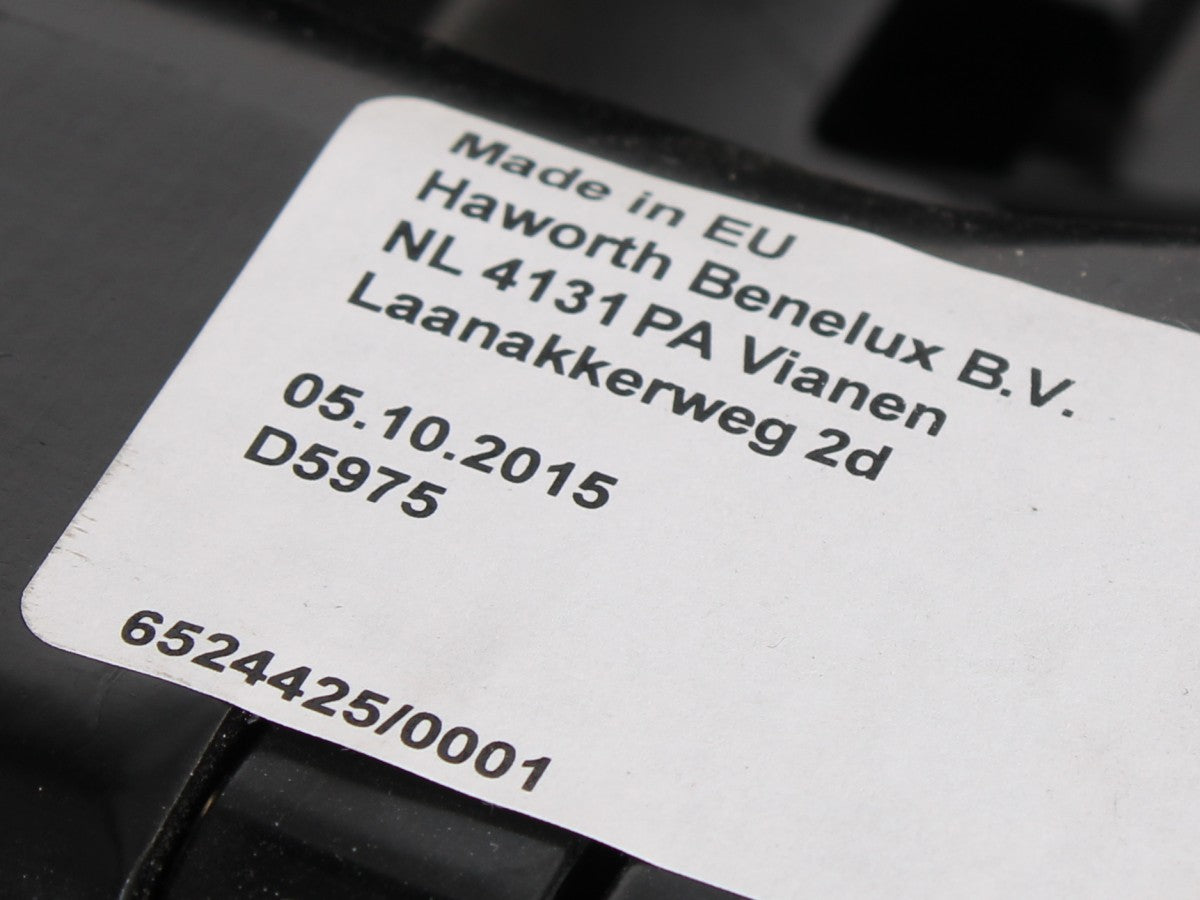 Made in EU
Haworth Benelux B.V.
NL 4131 PA Vianen
Laanakkerweg 2d
05.10.2015
D5975
6524425/0001